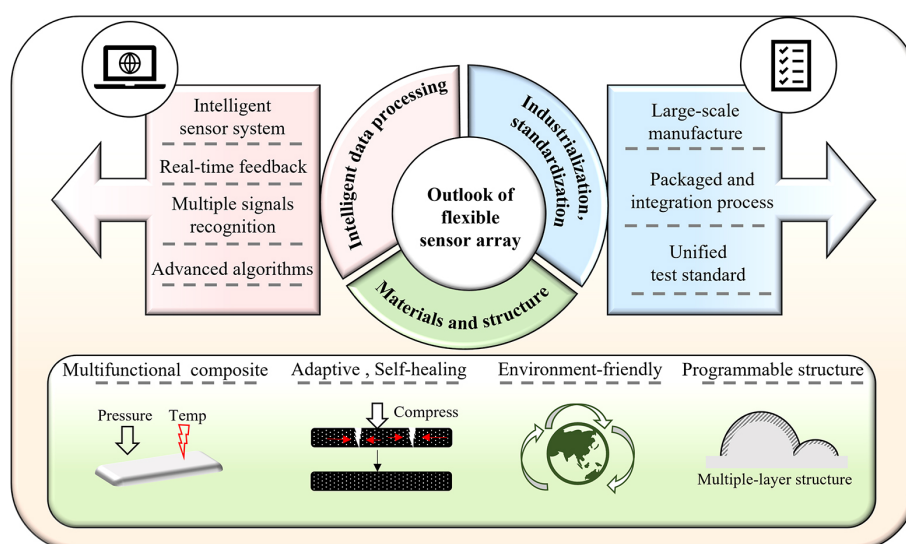 Intelligent
sensor system
Real-time feedback
Multiple signals
recognition
Advanced algorithms
Intelligent data processing
Industrialization,
standardization
Outlook of
flexible
sensor array
Materials and structure
Large-scale
manufacture
Packaged and
integration process
Unified
test standard
Multifunctional composite
Pressure
Temp
Adaptive , Self-healing
Compress
Environment-friendly
Programmable structure
Multiple-layer structure